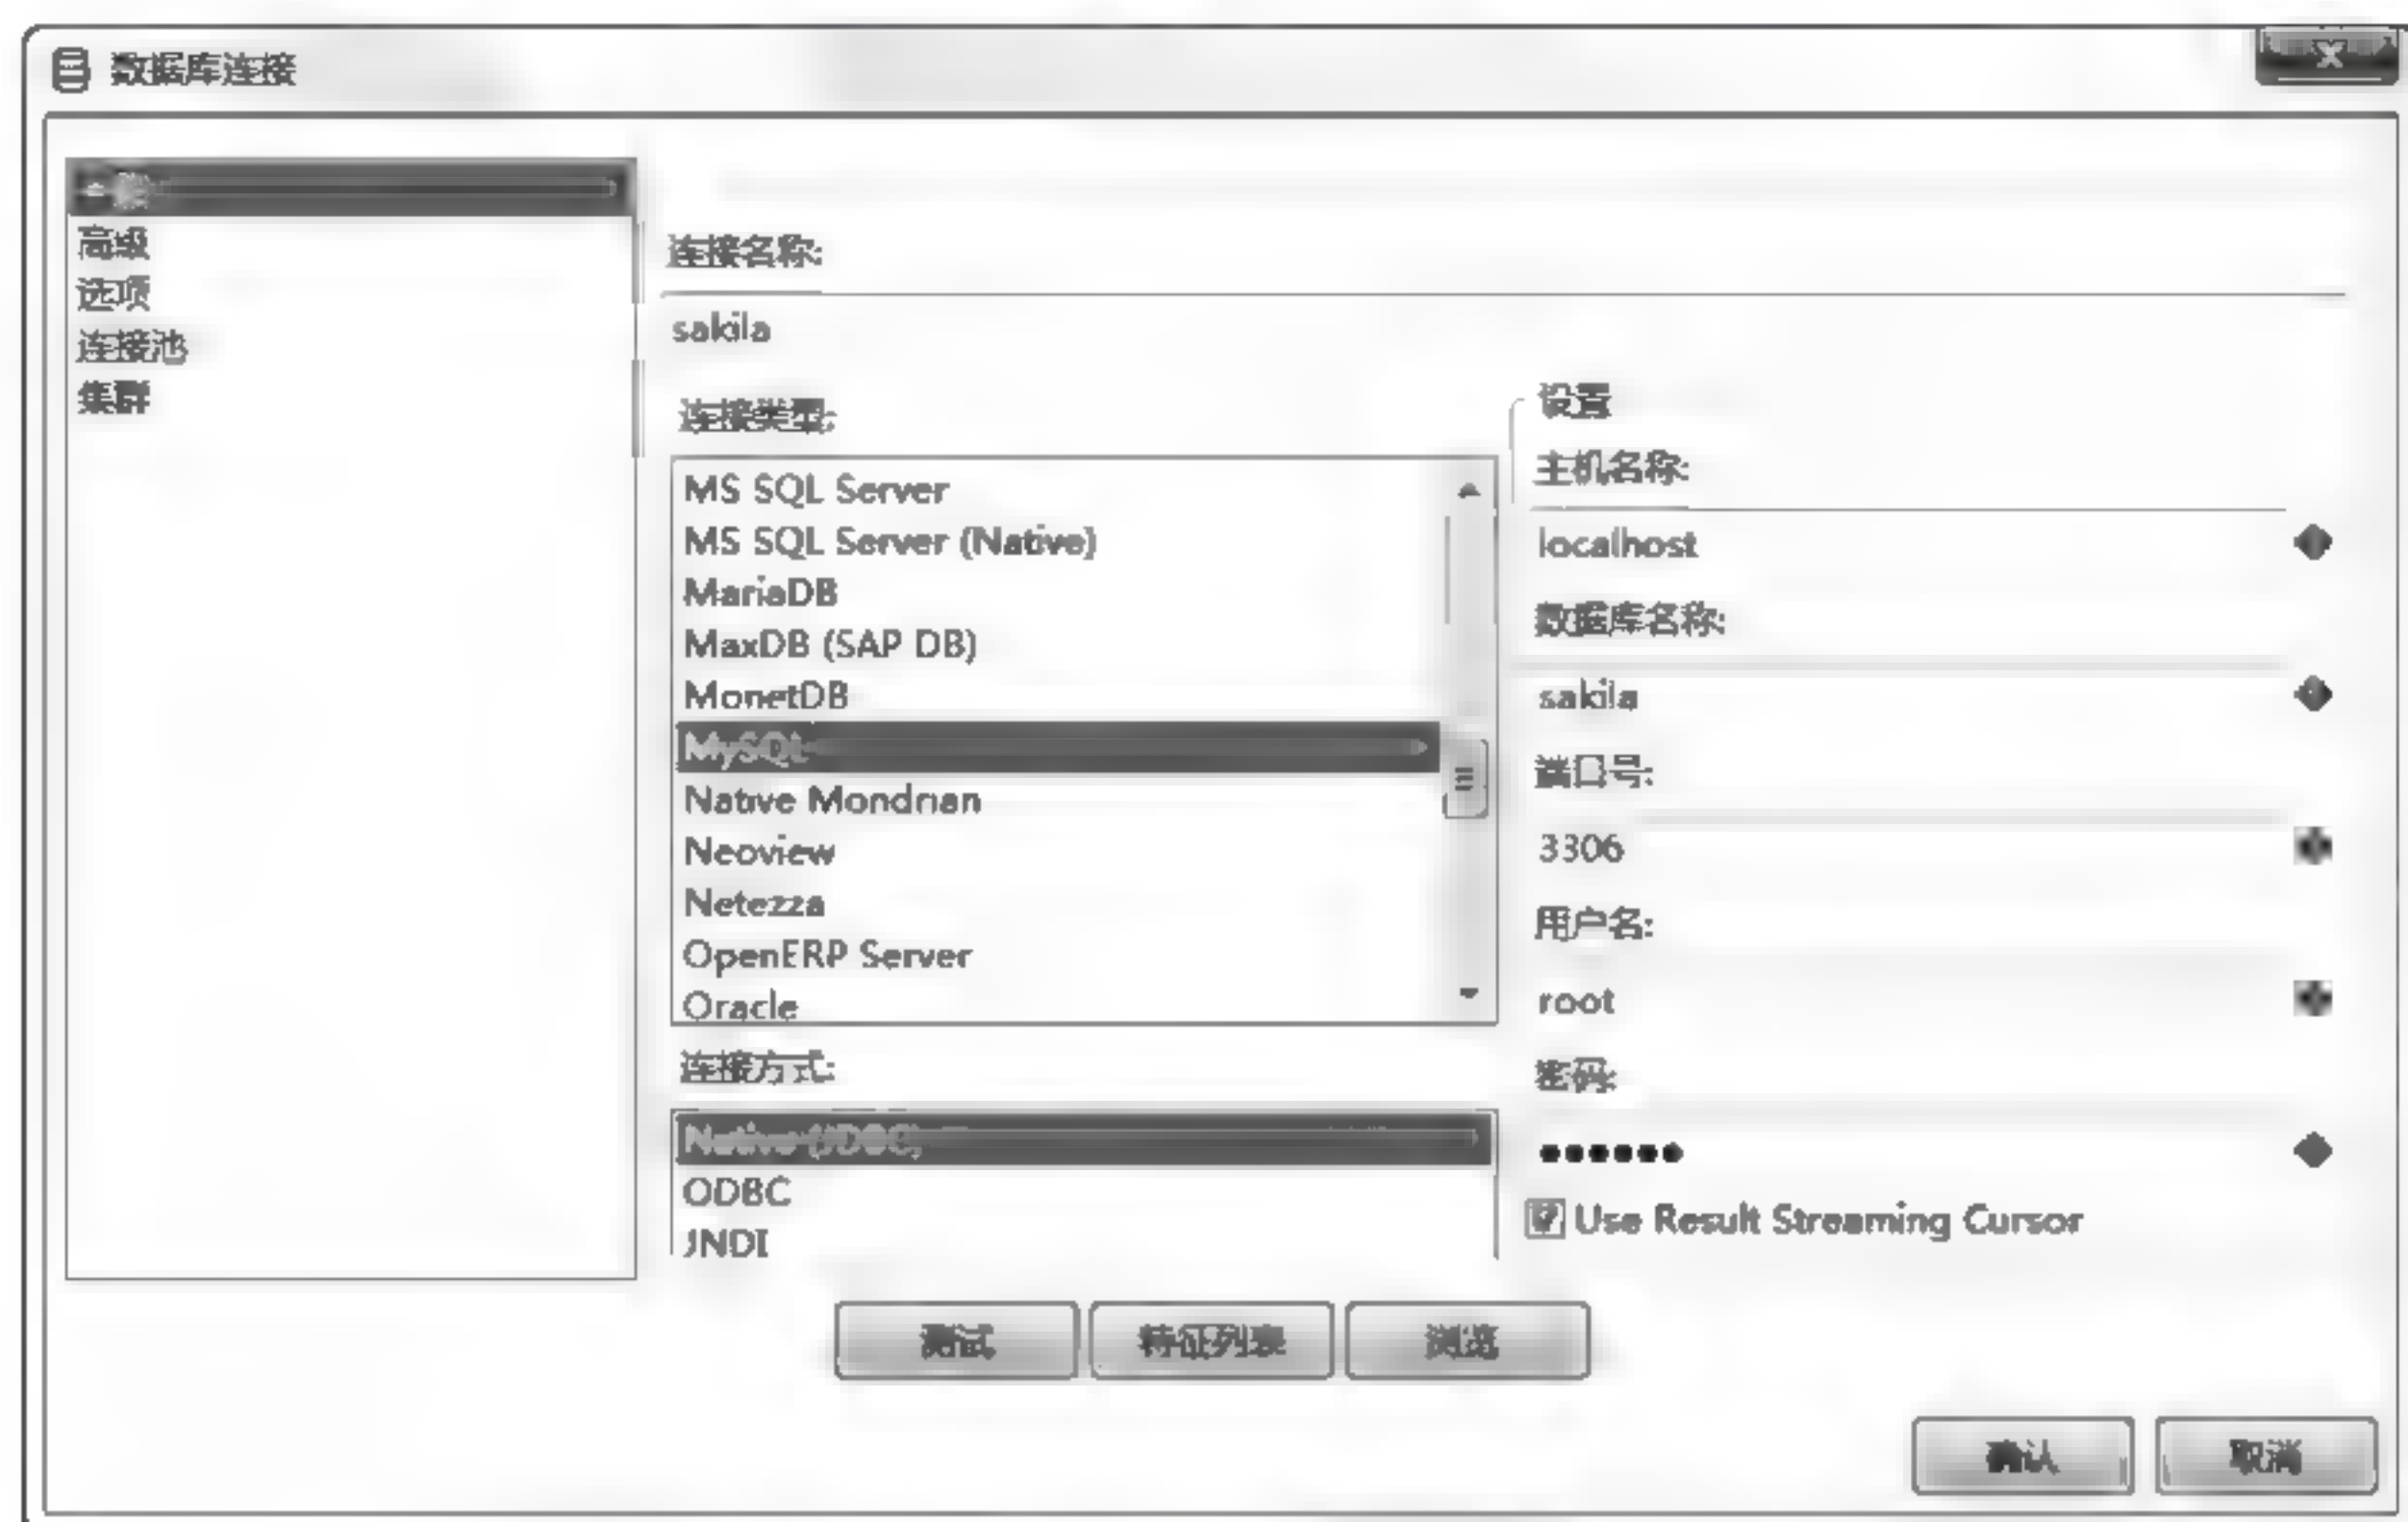 数据库连接
一般
高级
选项
连接池
集群
连接名称:
sakila
连接类型:
MS SQL Server
MS SQL Server (Native)
MariaDB
MaxDB (SAP DB)
MonetDB
MySQL
Native Mondrian
Neoview
Netezza
OpenERP Server
Oracle
连接方式:
Native (JDBC)
ODBC
JNDI
设置
主机名称:
localhost
数据库名称:
sakila
端口号:
3306
用户名:
root
密码:
●●●●●●
Use Result Streaming Cursor
测试
特征列表
浏览
确认
取消